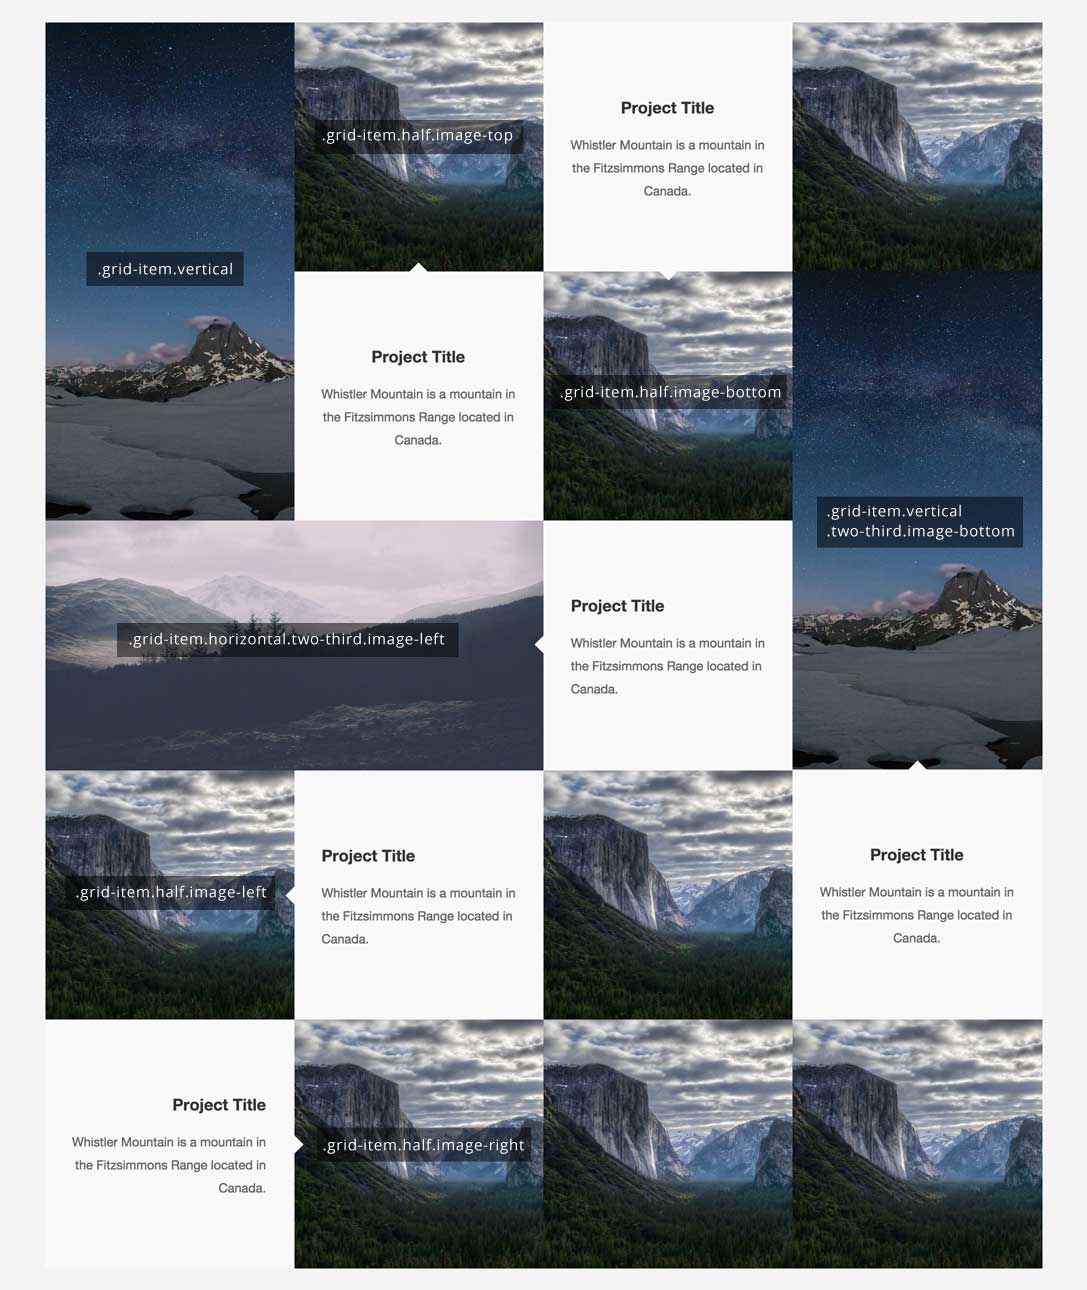 .grid-item.vertical
.grid-item.half.image-top
Project Title
Whistler Mountain is a mountain in
the Fitzsimmons Range located in
Canada.
Project Title
Whistler Mountain is a mountain in
the Fitzsimmons Range located in
Canada.
.grid-item.half.image-bottom
.grid-item.vertical
.two-third.image-bottom
.grid-item.horizontal.two-third.image-left
Project Title
Whistler Mountain is a mountain in
the Fitzsimmons Range located in
Canada.
.grid-item.half.image-left
Project Title
Whistler Mountain is a mountain in
the Fitzsimmons Range located in
Canada.
Project Title
Whistler Mountain is a mountain in
the Fitzsimmons Range located in
Canada.
Project Title
Whistler Mountain is a mountain in
the Fitzsimmons Range located in
Canada.
.grid-item.half.image-right